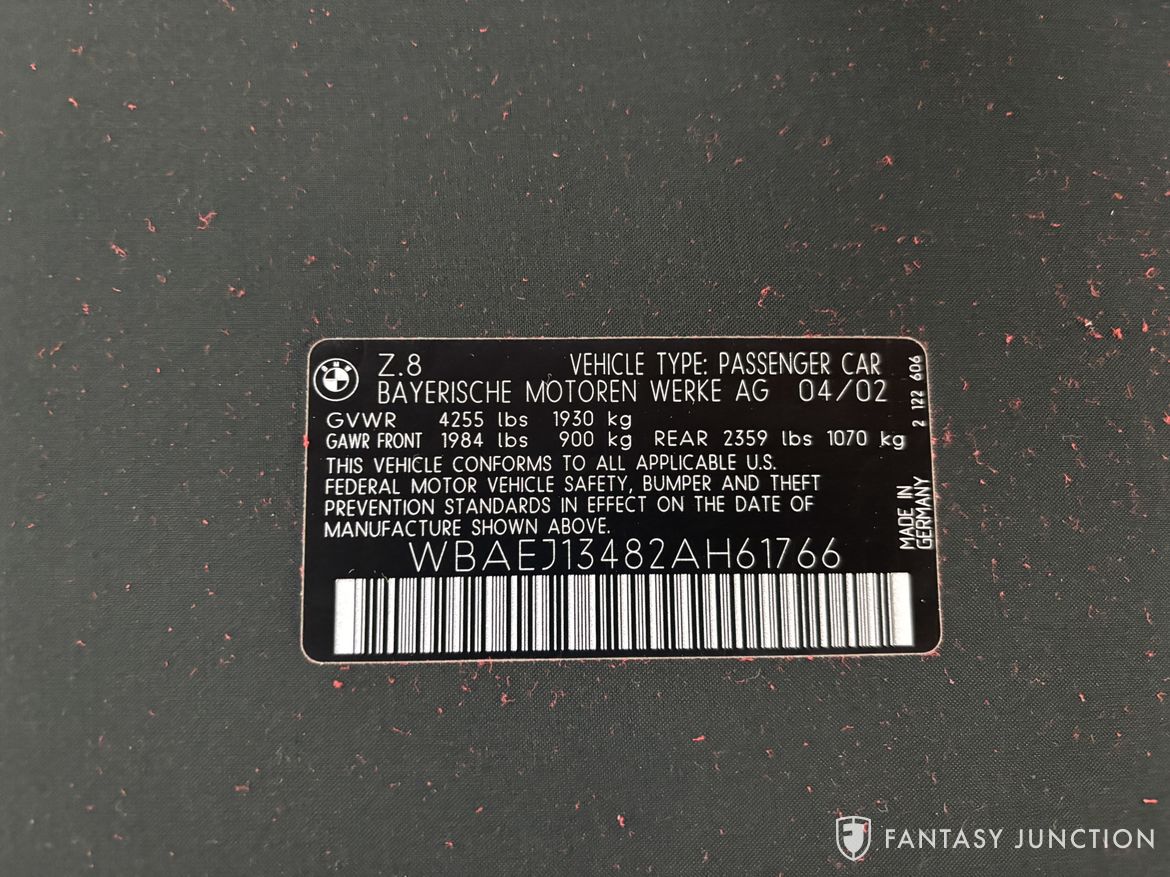 Z.8 VEHICLE TYPE: PASSENGER CAR
BAYERISCHE MOTOREN WERKE AG 04/02
GVWR 4255 lbs 1930 kg
GAWR FRONT 1984 lbs 900 kg REAR 2359 lbs 1070 kg
THIS VEHICLE CONFORMS TO ALL APPLICABLE U.S.
FEDERAL MOTOR VEHICLE SAFETY, BUMPER AND THEFT
PREVENTION STANDARDS IN EFFECT ON THE DATE OF
MANUFACTURE SHOWN ABOVE.
WBAEJ13482AH61766
2 122 606
MADE IN
GERMANY
BMW
FANTASY JUNCTION